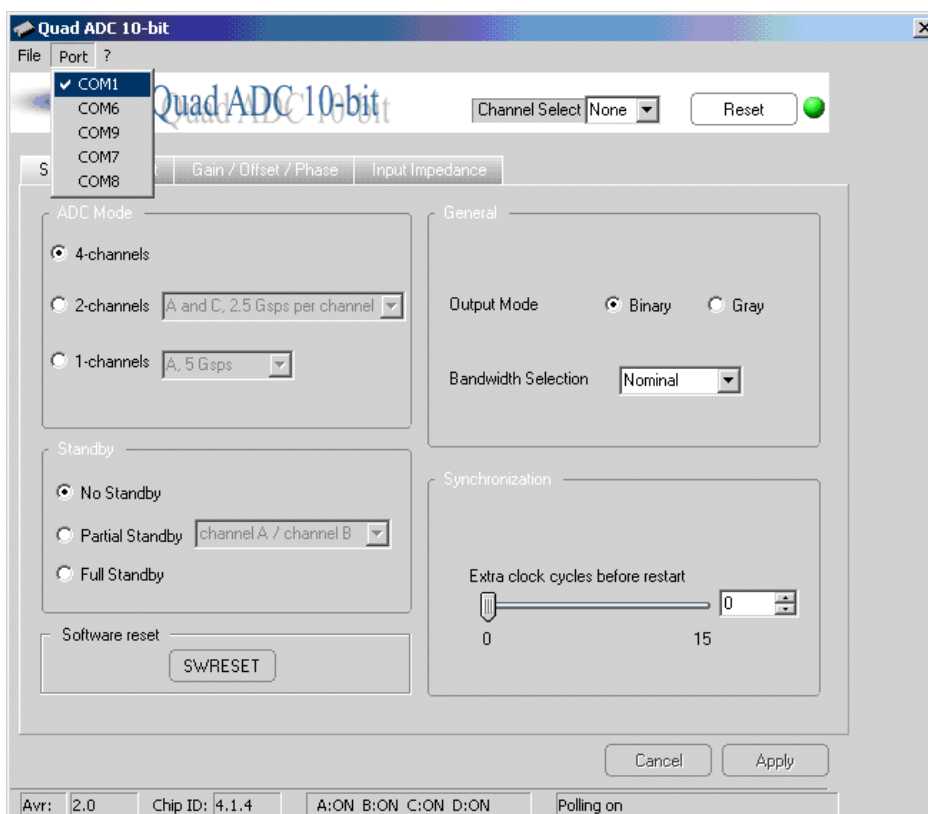 Quad ADC 10-bit
File Port ?
COM1
COM6
COM9
COM7
COM8
Quad ADC 10-bit
Channel Select None
Reset
Gain / Offset / Phase
Input Impedance
ADC Mode
4-channels
2-channels A and C, 2.5 Gsps per channel
1-channels A, 5 Gsps
General
Output Mode Binary Gray
Bandwidth Selection Nominal
Standby
No Standby
Partial Standby channel A / channel B
Full Standby
Software reset
SWRESET
Synchronization
Extra clock cycles before restart
0
0 15
Cancel Apply
Avr: 2.0 Chip ID: 4.1.4 A:ON B:ON C:ON D:ON Polling on